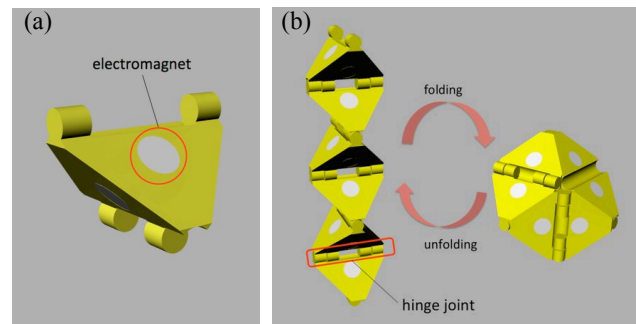 (a)
electromagnet
(b)
folding
unfolding
hinge joint